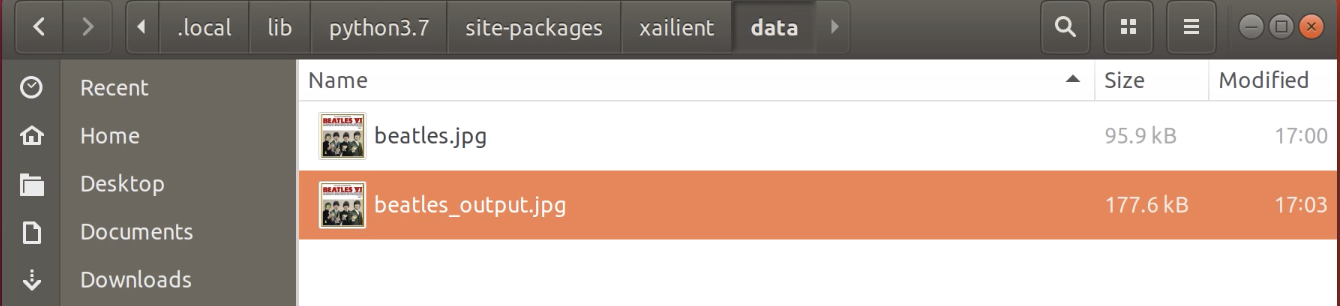 .local lib python3.7 site-packages xailient data
Recent
Home
Desktop
Documents
Downloads
Name Size Modified
BEATLES VI
beatles.jpg 95.9 kB 17:00
BEATLES VI
beatles_output.jpg 177.6 kB 17:03